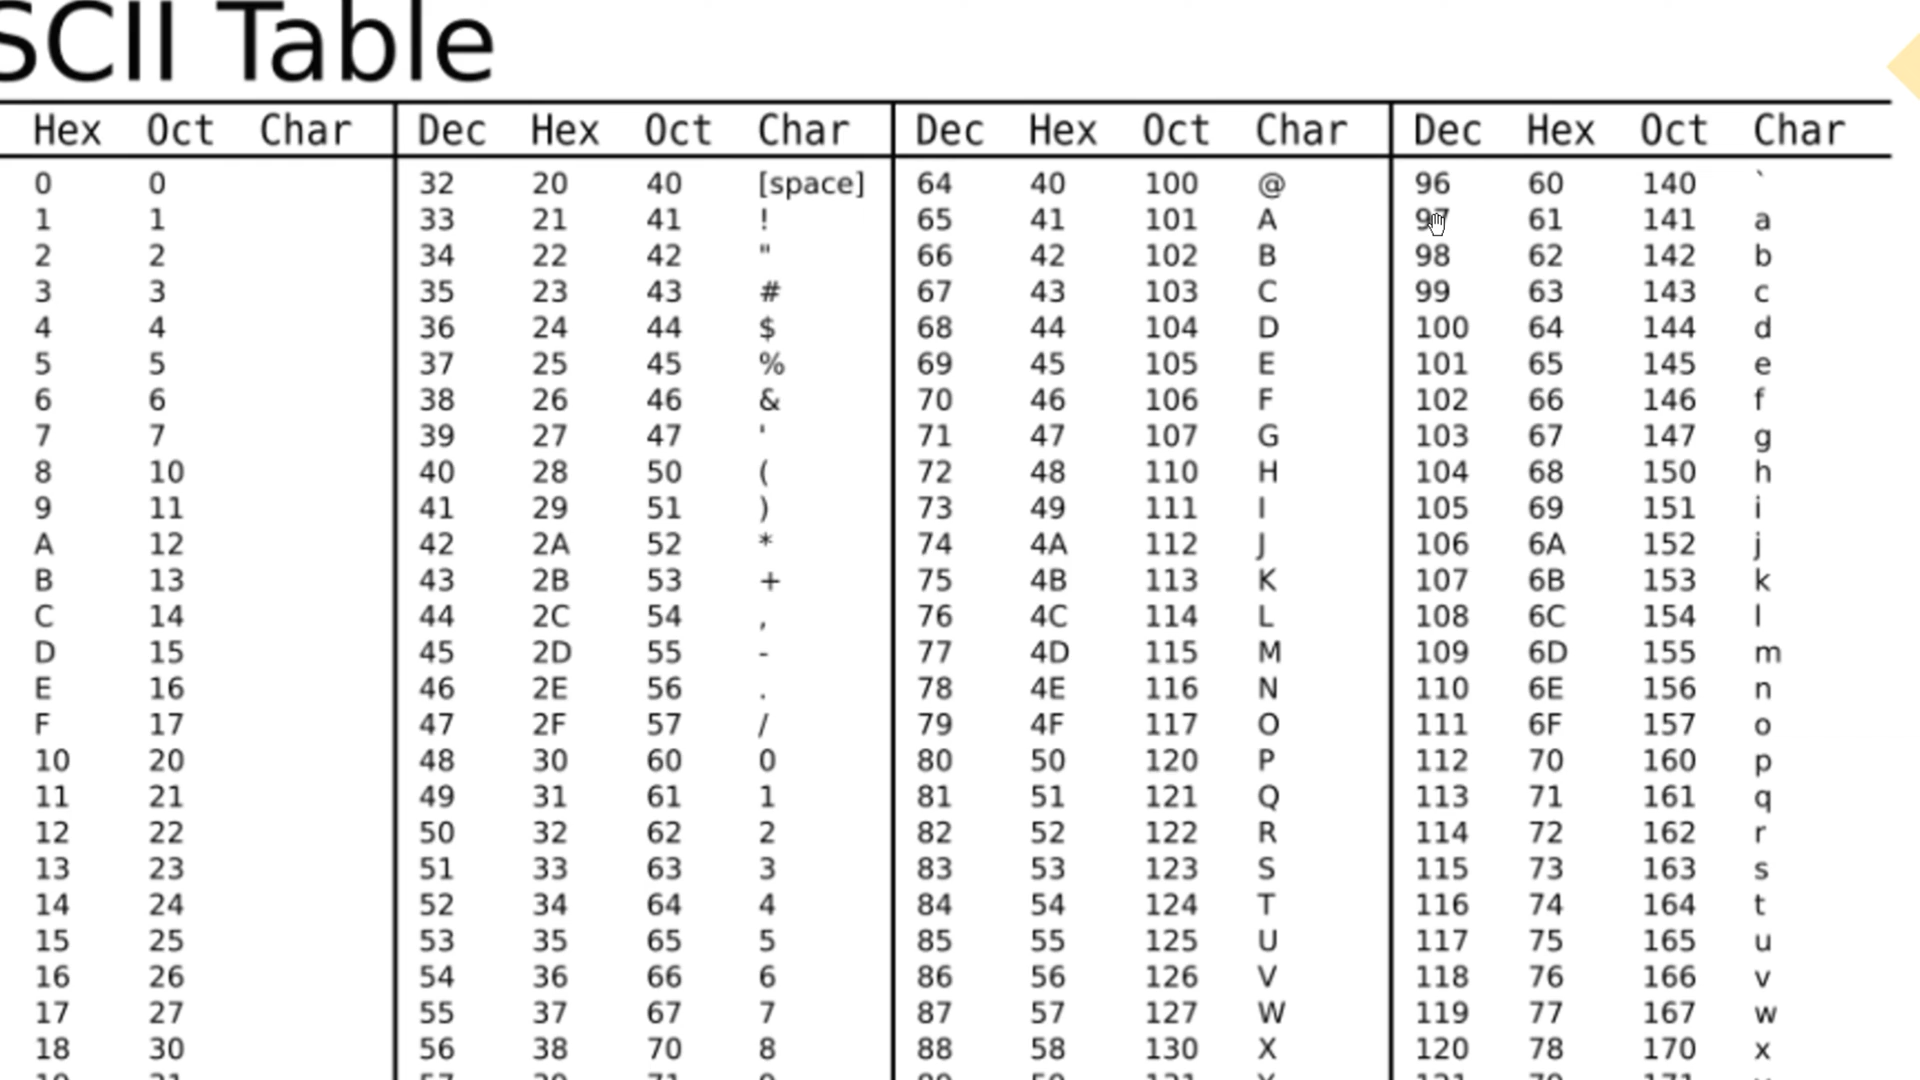 SCII Table
Hex Oct Char Dec Hex Oct Char Dec Hex Oct Char Dec Hex Oct Char
0 0 32 20 40 [space] 64 40 100 @ 96 60 140 `
1 1 33 21 41 ! 65 41 101 A 97 61 141 a
2 2 34 22 42 " 66 42 102 B 98 62 142 b
3 3 35 23 43 # 67 43 103 C 99 63 143 c
4 4 36 24 44 $ 68 44 104 D 100 64 144 d
5 5 37 25 45 % 69 45 105 E 101 65 145 e
6 6 38 26 46 & 70 46 106 F 102 66 146 f
7 7 39 27 47 ' 71 47 107 G 103 67 147 g
8 10 40 28 50 ( 72 48 110 H 104 68 150 h
9 11 41 29 51 ) 73 49 111 I 105 69 151 i
A 12 42 2A 52 * 74 4A 112 J 106 6A 152 j
B 13 43 2B 53 + 75 4B 113 K 107 6B 153 k
C 14 44 2C 54 , 76 4C 114 L 108 6C 154 l
D 15 45 2D 55 - 77 4D 115 M 109 6D 155 m
E 16 46 2E 56 . 78 4E 116 N 110 6E 156 n
F 17 47 2F 57 / 79 4F 117 O 111 6F 157 o
10 20 48 30 60 0 80 50 120 P 112 70 160 p
11 21 49 31 61 1 81 51 121 Q 113 71 161 q
12 22 50 32 62 2 82 52 122 R 114 72 162 r
13 23 51 33 63 3 83 53 123 S 115 73 163 s
14 24 52 34 64 4 84 54 124 T 116 74 164 t
15 25 53 35 65 5 85 55 125 U 117 75 165 u
16 26 54 36 66 6 86 56 126 V 118 76 166 v
17 27 55 37 67 7 87 57 127 W 119 77 167 w
18 30 56 38 70 8 88 58 130 X 120 78 170 x